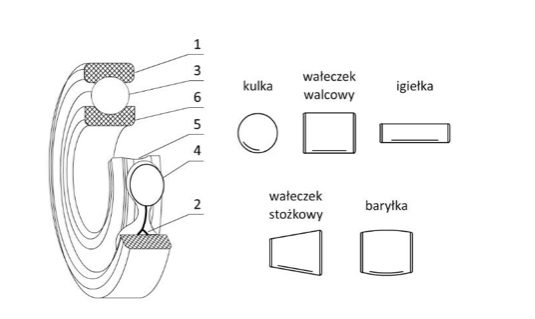 1
3
6
5
4
2
kulka
wałeczek
walcowy
igiełka
wałeczek
stożkowy
baryłka